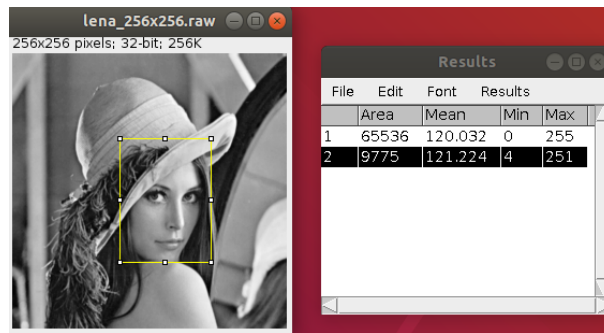 lena_256x256.raw
256x256 pixels; 32-bit; 256K
Results
File Edit Font Results
Area Mean Min Max
1 65536 120.032 0 255
2 9775 121.224 4 251